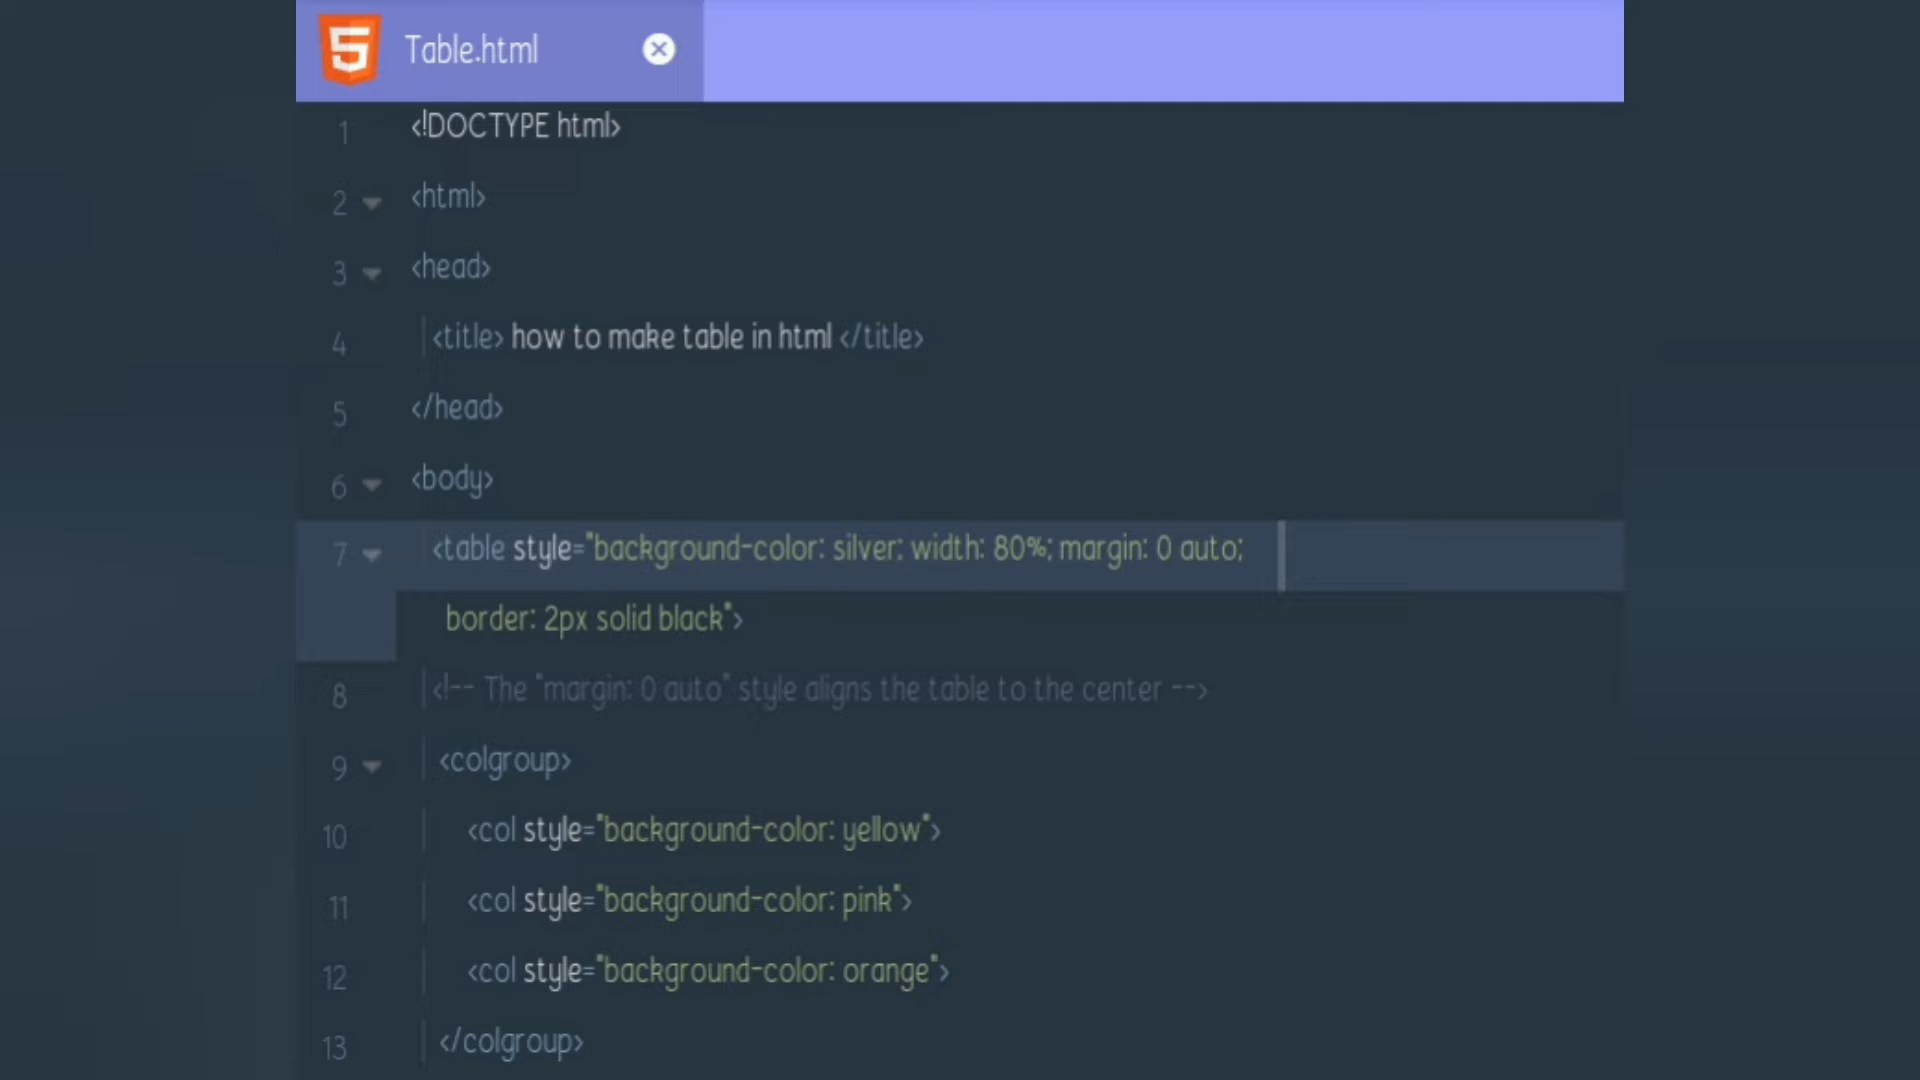 Table.html
1 <!DOCTYPE html>
2 <html>
3 <head>
4 <title> how to make table in html </title>
5 </head>
6 <body>
7 <table style="background-color: silver; width: 80%; margin: 0 auto;
border: 2px solid black">
8 <!-- The "margin: 0 auto" style aligns the table to the center -->
9 <colgroup>
10 <col style="background-color: yellow">
11 <col style="background-color: pink">
12 <col style="background-color: orange">
13 </colgroup>